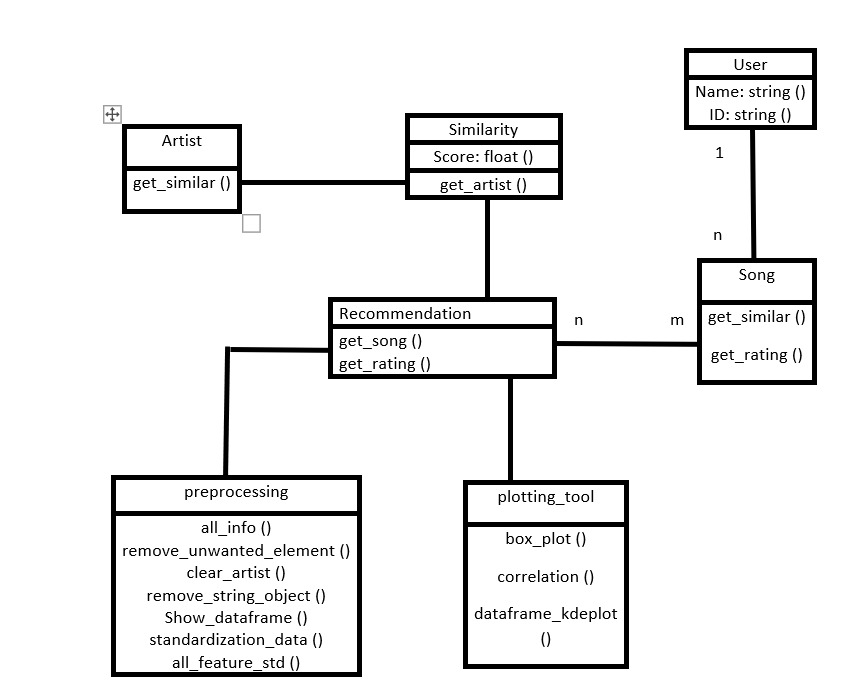 User
Name: string ()
ID: string ()
Artist
get_similar ()
Similarity
Score: float ()
get_artist ()
1
n
Song
get_similar ()
get_rating ()
Recommendation
get_song ()
get_rating ()
n
m
preprocessing
all_info ()
remove_unwanted_element ()
clear_artist ()
remove_string_object ()
Show_dataframe ()
standardization_data ()
all_feature_std ()
plotting_tool
box_plot ()
correlation ()
dataframe_kdeplot
()